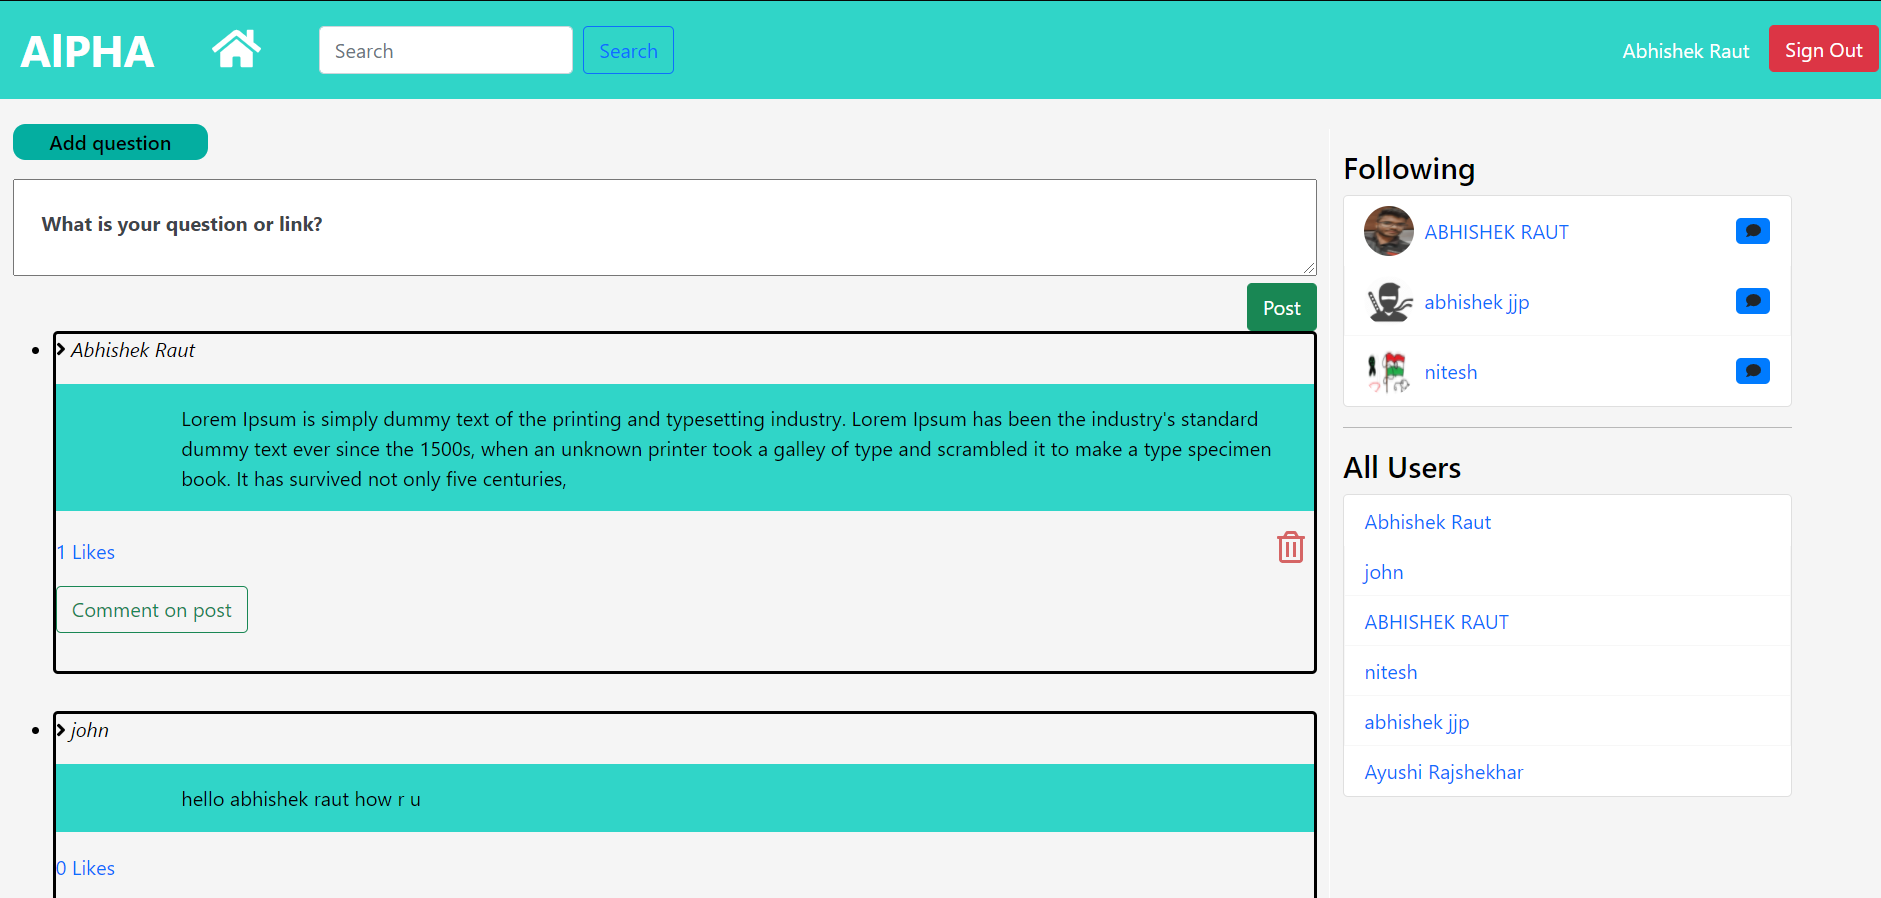 AlPHA
Search
Search
Abhishek Raut
Sign Out
Add question
What is your question or link?
Post
Abhishek Raut
Lorem Ipsum is simply dummy text of the printing and typesetting industry. Lorem Ipsum has been the industry's standard
dummy text ever since the 1500s, when an unknown printer took a galley of type and scrambled it to make a type specimen
book. It has survived not only five centuries,
1 Likes
Comment on post
john
hello abhishek raut how r u
0 Likes
Following
ABHISHEK RAUT
abhishek jjp
nitesh
All Users
Abhishek Raut
john
ABHISHEK RAUT
nitesh
abhishek jjp
Ayushi Rajshekhar